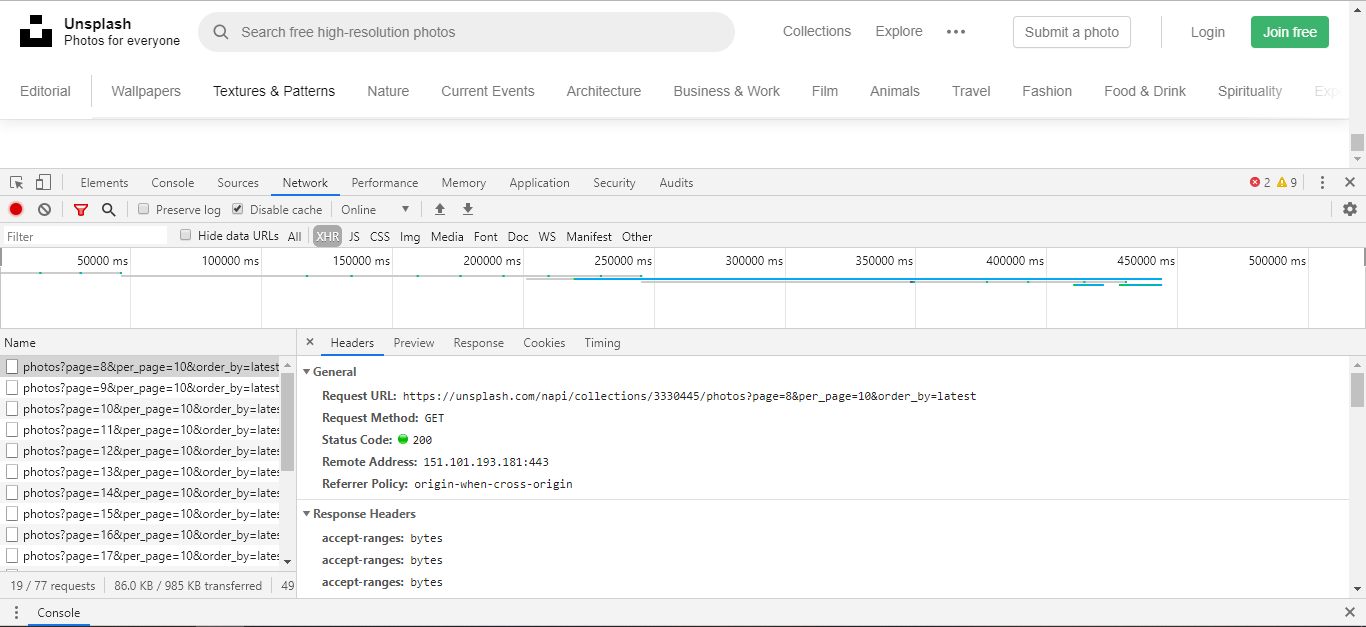 Unsplash
Photos for everyone
Search free high-resolution photos
Collections Explore ••• Submit a photo Login Join free
Editorial Wallpapers Textures & Patterns Nature Current Events Architecture Business & Work Film Animals Travel Fashion Food & Drink Spirituality Exp
Elements Console Sources Network Performance Memory Application Security Audits 2 9
Preserve log Disable cache Online
Filter Hide data URLs All XHR JS CSS Img Media Font Doc WS Manifest Other
50000 ms 100000 ms 150000 ms 200000 ms 250000 ms 300000 ms 350000 ms 400000 ms 450000 ms 500000 ms
Name
photos?page=8&per_page=10&order_by=latest
photos?page=9&per_page=10&order_by=latest
photos?page=10&per_page=10&order_by=lates
photos?page=11&per_page=10&order_by=lates
photos?page=12&per_page=10&order_by=lates
photos?page=13&per_page=10&order_by=lates
photos?page=14&per_page=10&order_by=lates
photos?page=15&per_page=10&order_by=lates
photos?page=16&per_page=10&order_by=lates
photos?page=17&per_page=10&order_by=lates
19 / 77 requests 86.0 KB / 985 KB transferred 49
Headers Preview Response Cookies Timing
General
Request URL: https://unsplash.com/napi/collections/3330445/photos?page=8&per_page=10&order_by=latest
Request Method: GET
Status Code: 200
Remote Address: 151.101.193.181:443
Referrer Policy: origin-when-cross-origin
Response Headers
accept-ranges: bytes
accept-ranges: bytes
accept-ranges: bytes
Console